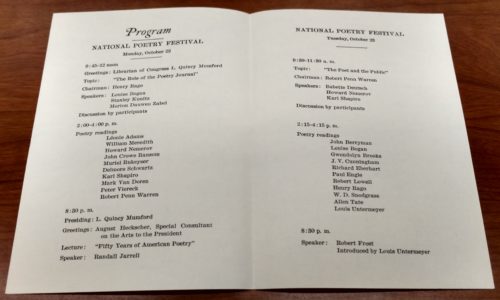 Program
NATIONAL POETRY FESTIVAL
Monday, October 22
9:45-12 noon
Greetings: Librarian of Congress L. Quincy Mumford
Topic: "The Role of the Poetry Journal"
Chairman: Henry Rago
Speakers: Louise Bogan
Stanley Kunitz
Morton Dauwen Zabel
Discussion by participants
2:00-4:00 p. m.
Poetry readings
Léonie Adams
William Meredith
Howard Nemerov
John Crowe Ransom
Muriel Rukeyser
Delmore Schwartz
Karl Shapiro
Mark Van Doren
Peter Viereck
Robert Penn Warren
8:30 p. m.
Presiding: L. Quincy Mumford
Greetings: August Heckscher, Special Consultant
on the Arts to the President
Lecture: "Fifty Years of American Poetry"
Speaker: Randall Jarrell
NATIONAL POETRY FESTIVAL
Tuesday, October 23
9:30-11:30 a. m.
Topic: "The Poet and the Public"
Chairman: Robert Penn Warren
Speakers: Babette Deutsch
Howard Nemerov
Karl Shapiro
Discussion by participants
2:15-4:15 p. m.
Poetry readings
John Berryman
Louise Bogan
Gwendolyn Brooks
J. V. Cunningham
Richard Eberhart
Paul Engle
Robert Lowell
Henry Rago
W. D. Snodgrass
Allen Tate
Louis Untermeyer
8:30 p. m.
Speaker: Robert Frost
Introduced by Louis Untermeyer